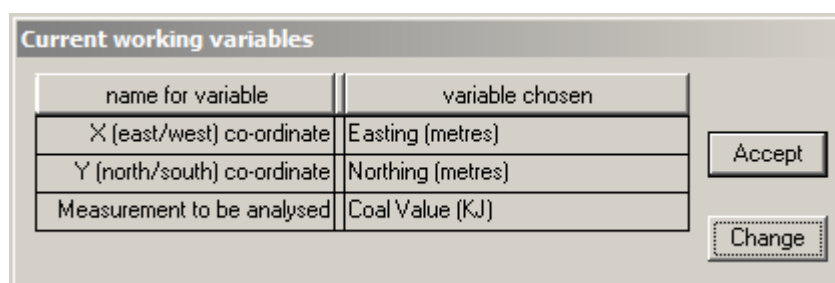 Current working variables
name for variable variable chosen
X (east/west) co-ordinate Easting (metres)
Y (north/south) co-ordinate Northing (metres)
Measurement to be analysed Coal Value (KJ)
Accept
Change